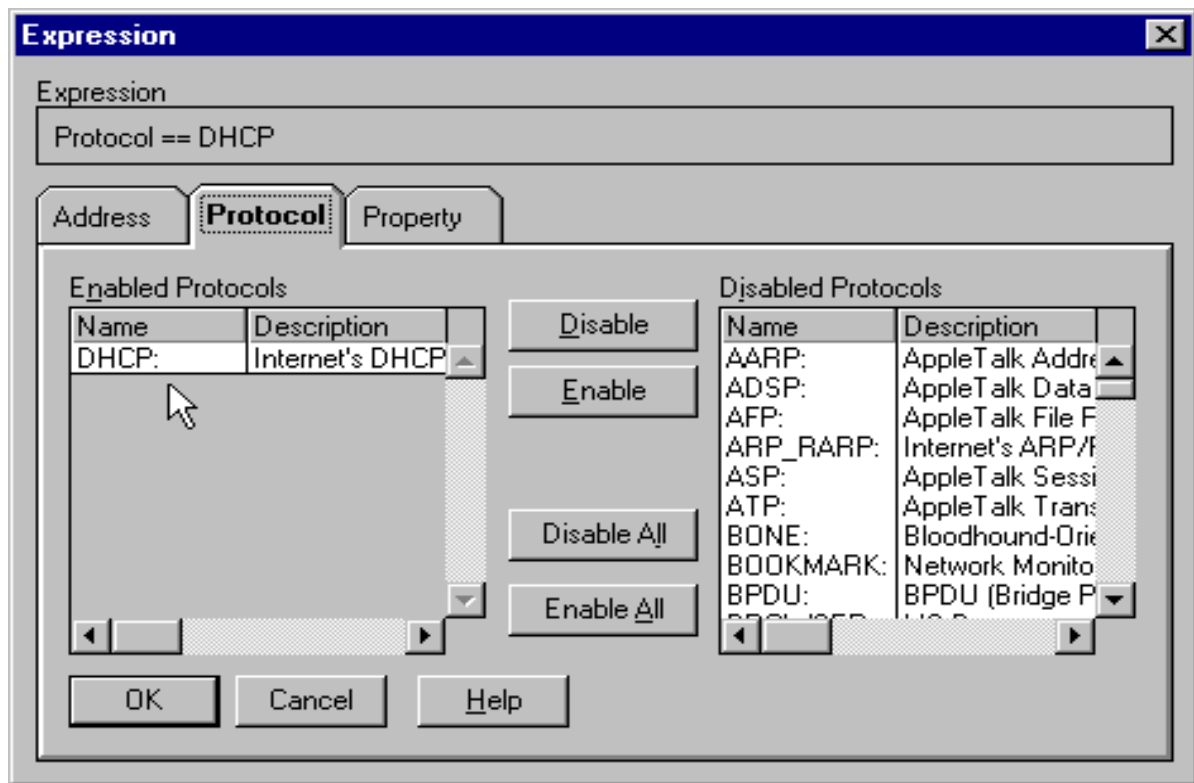 Expression
Expression
Protocol == DHCP
Address Protocol Property
Enabled Protocols
Name Description
DHCP: Internet's DHCP
Disable
Enable
Disable All
Enable All
Disabled Protocols
Name Description
AARP: AppleTalk Addre
ADSP: AppleTalk Data
AFP: AppleTalk File
ARP_RARP: Internet's ARP/
ASP: AppleTalk Sessi
ATP: AppleTalk Trans
BONE: Bloodhound-Orie
BOOKMARK: Network Monito
BPDU: BPDU (Bridge P
OK Cancel Help